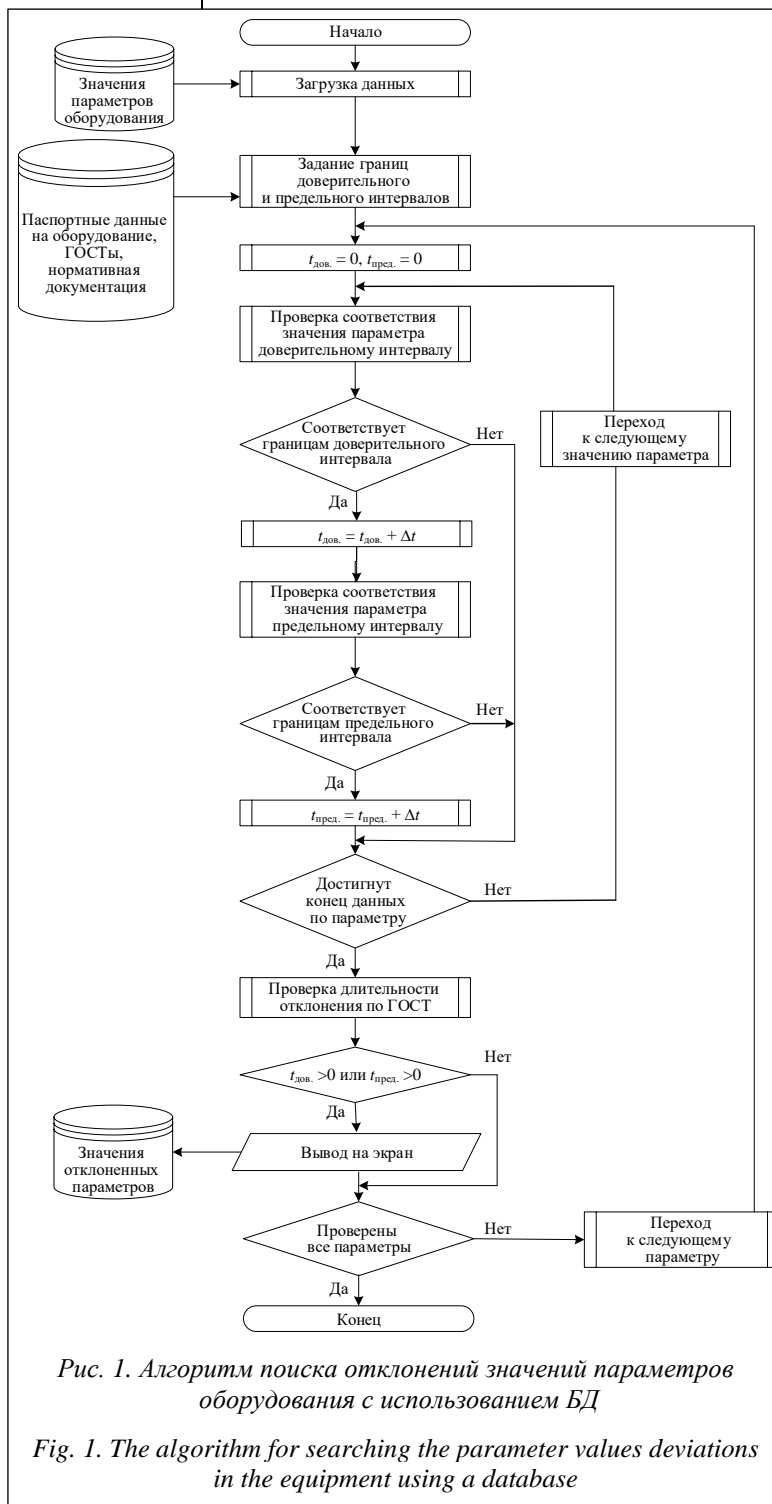 Начало
Значения
параметров
оборудования
Загрузка данных
Задание границ
доверительного
и предельного интервалов
Паспортные данные
на оборудование,
ГОСТы,
нормативная
документация
tдов. = 0, tпред. = 0
Проверка соответствия
значения параметра
доверительному интервалу
Соответствует
границам доверительного
интервала
Нет
Переход
к следующему
значению параметра
Да
tдов. = tдов. + Δt
Проверка соответствия
значения параметра
предельному интервалу
Соответствует
границам предельного
интервала
Нет
Да
tпред. = tпред. + Δt
Достигнут
конец данных
по параметру
Нет
Да
Проверка длительности
отклонения по ГОСТ
Нет
tдов. >0 или tпред. >0
Да
Значения
отклоненных
параметров
Вывод на экран
Проверены
все параметры
Нет
Переход
к следующему
параметру
Да
Конец
Рис. 1. Алгоритм поиска отклонений значений параметров
оборудования с использованием БД
Fig. 1. The algorithm for searching the parameter values deviations
in the equipment using a database